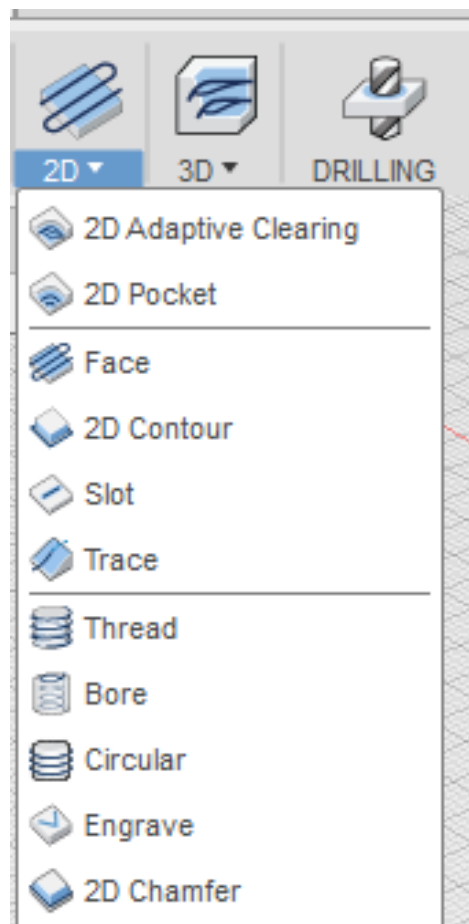 2D
3D
DRILLING
2D Adaptive Clearing
2D Pocket
Face
2D Contour
Slot
Trace
Thread
Bore
Circular
Engrave
2D Chamfer